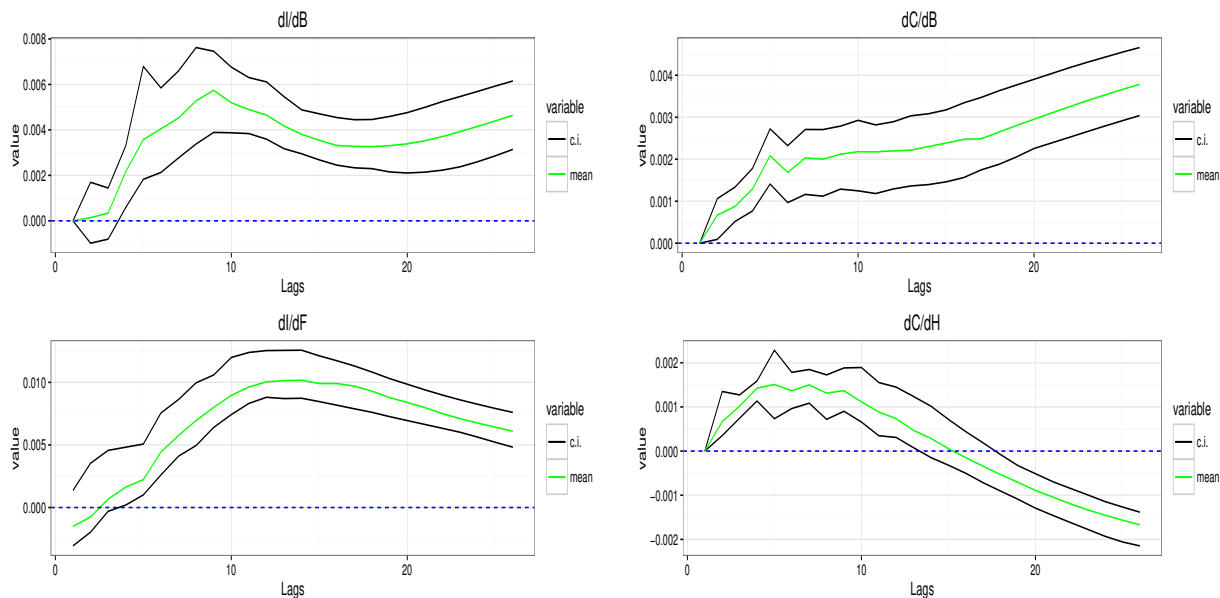 dI/dB
value
0.008
0.006
0.004
0.002
0.000
0 10 20
Lags
variable
c.i.
mean
dC/dB
value
0.004
0.003
0.002
0.001
0.000
0 10 20
Lags
variable
c.i.
mean
dI/dF
value
0.010
0.005
0.000
0 10 20
Lags
variable
c.i.
mean
dC/dH
value
0.002
0.001
0.000
−0.001
−0.002
0 10 20
Lags
variable
c.i.
mean